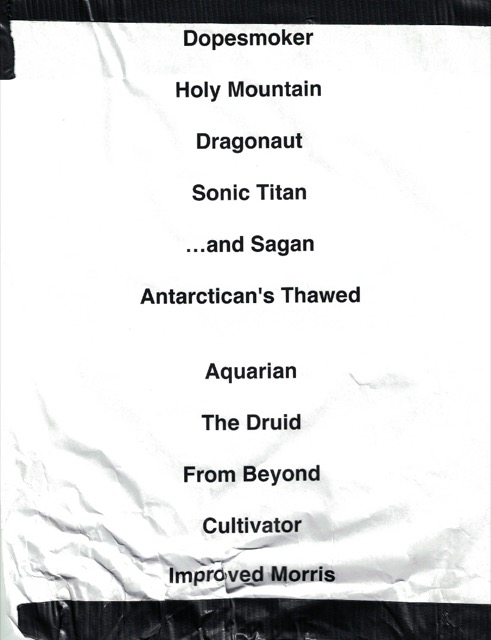 Dopesmoker
Holy Mountain
Dragonaut
Sonic Titan
...and Sagan
Antarctican's Thawed
Aquarian
The Druid
From Beyond
Cultivator
Improved Morris